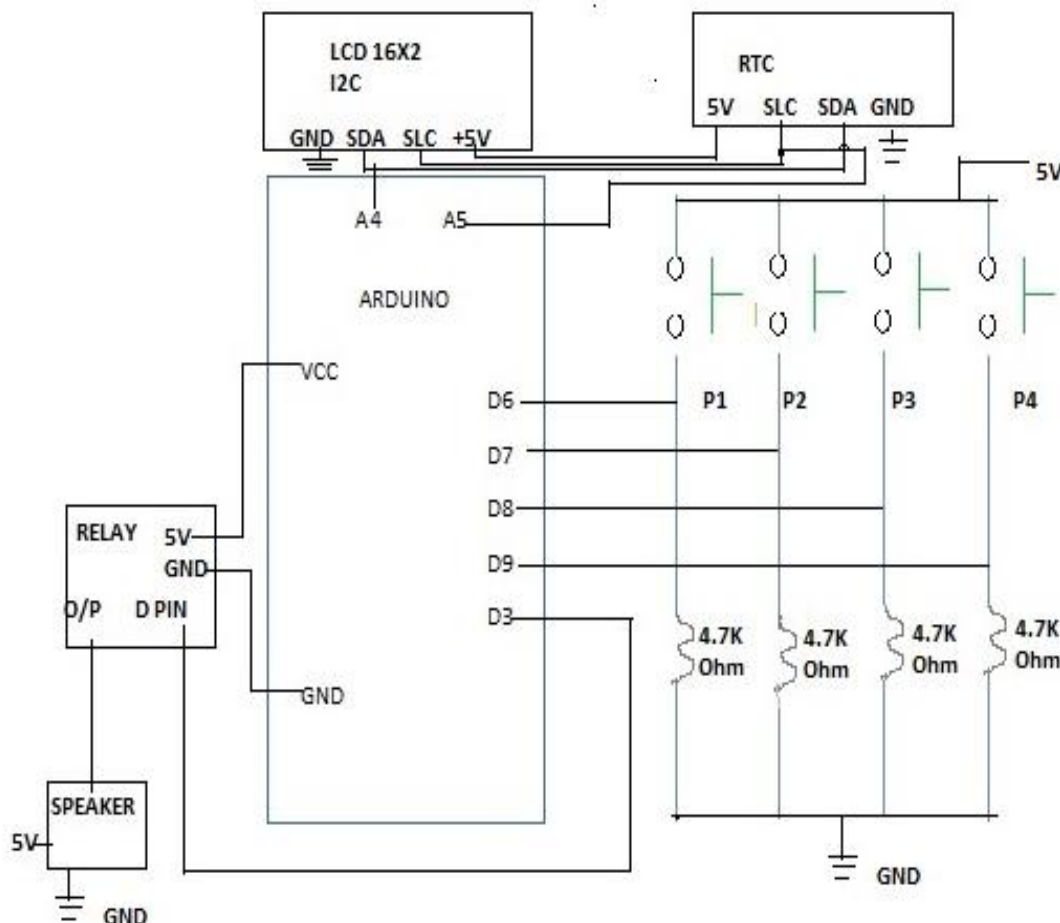 LCD 16X2
I2C
GND SDA SLC +5V
RTC
5V SLC SDA GND
5V
A4 A5
ARDUINO
VCC
D6
D7
D8
D9
D3
GND
P1 P2 P3 P4
RELAY 5V
GND
O/P D PIN
4.7K
Ohm
4.7K
Ohm
4.7K
Ohm
4.7K
Ohm
SPEAKER
5V
GND
GND